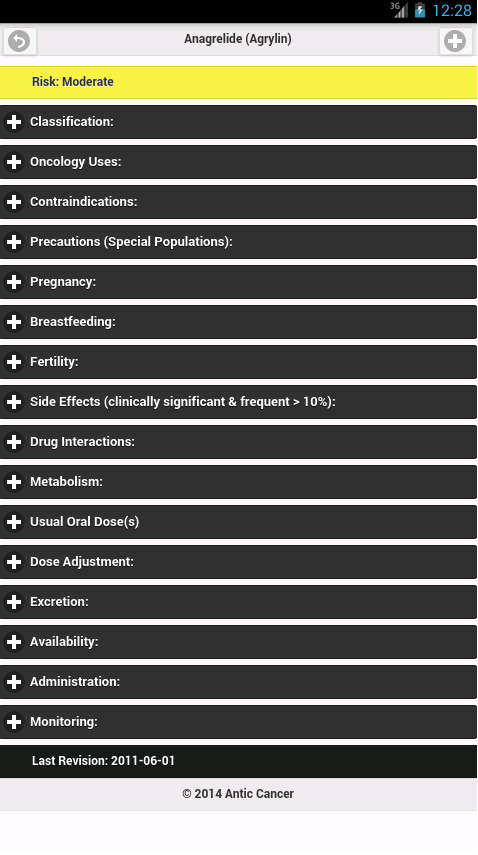 3G 12:28
Anagrelide (Agrylin)
Risk: Moderate
Classification:
Oncology Uses:
Contraindications:
Precautions (Special Populations):
Pregnancy:
Breastfeeding:
Fertility:
Side Effects (clinically significant & frequent > 10%):
Drug Interactions:
Metabolism:
Usual Oral Dose(s)
Dose Adjustment:
Excretion:
Availability:
Administration:
Monitoring:
Last Revision: 2011-06-01
© 2014 Antic Cancer